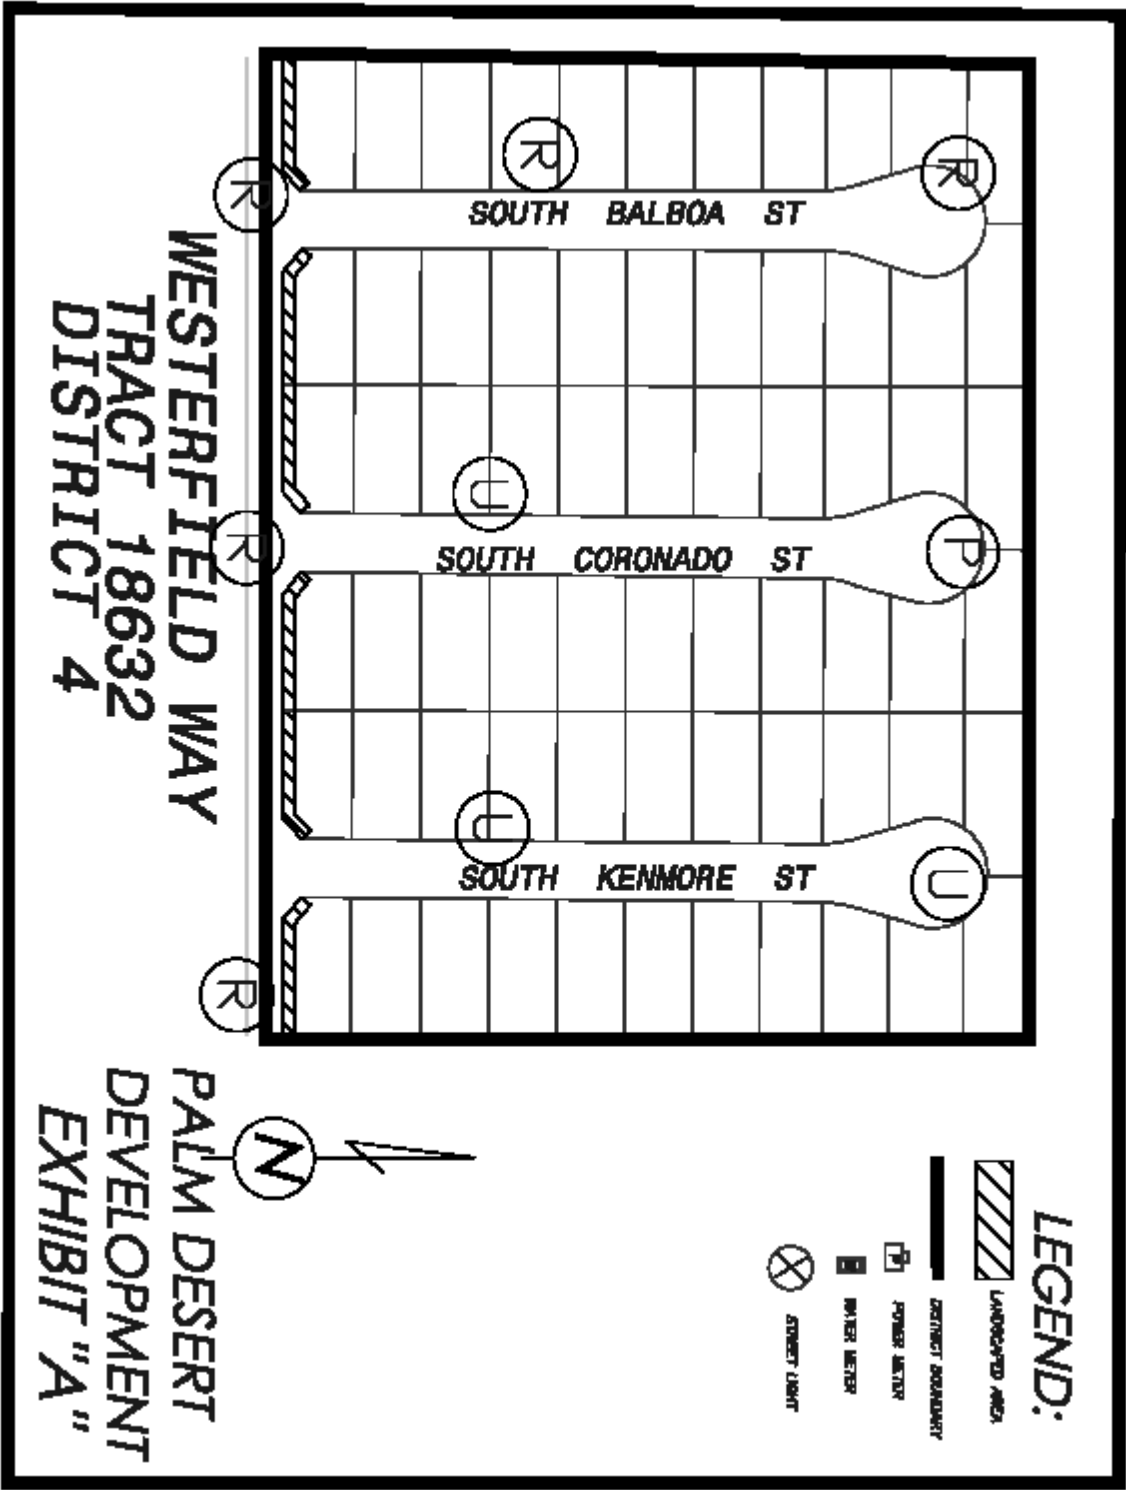 LEGEND:
LANDSCAPED AREA
DISTRICT BOUNDARY
P
POWER METER
WATER METER
STREET LIGHT
R
P
U
R
SOUTH BALBOA ST
SOUTH CORONADO ST
SOUTH KENMORE ST
U
U
R
R
R
N
WESTERFIELD WAY
TRACT 18632
DISTRICT 4
PALM DESERT
DEVELOPMENT
EXHIBIT "A"